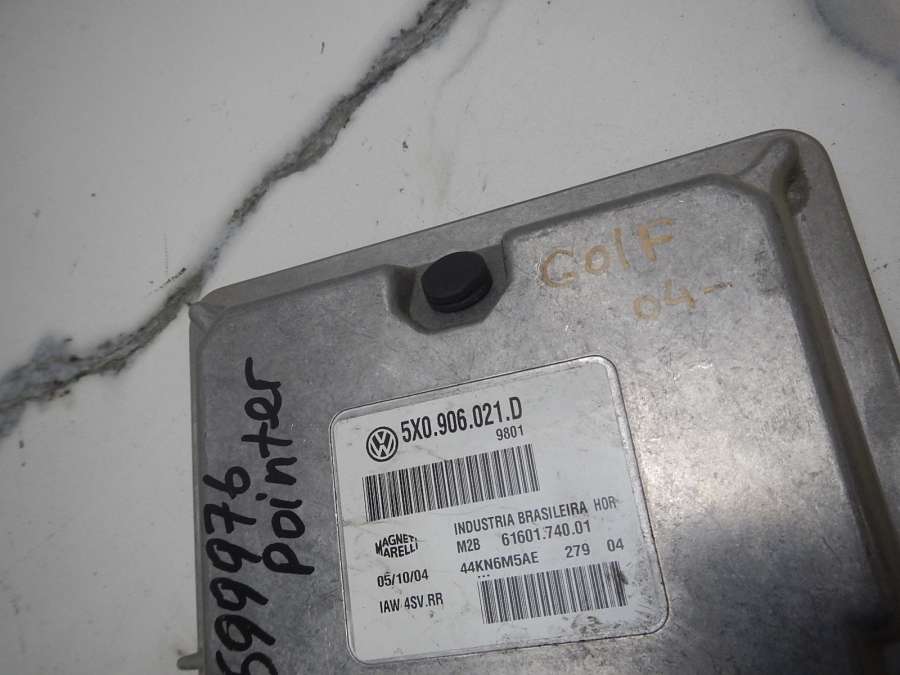 GolF
04-
599976
pointer
VW
5X0.906.021.D
9801
INDUSTRIA BRASILEIRA HOR
M2B 61601.740.01
MAGNETI
MARELLI
44KN6M5AE 279 04
05/10/04
...
IAW 4SV.RR